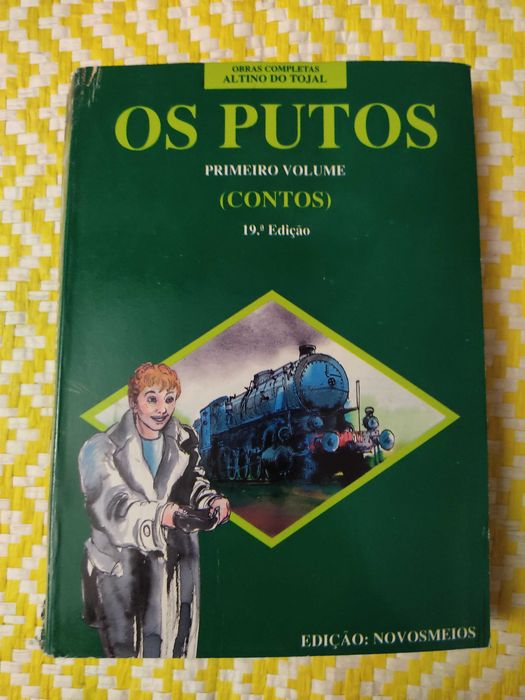 OBRAS COMPLETAS
ALTINO DO TOJAL
OS PUTOS
PRIMEIRO VOLUME
(CONTOS)
19.ª Edição
EDIÇÃO: NOVOSMEIOS